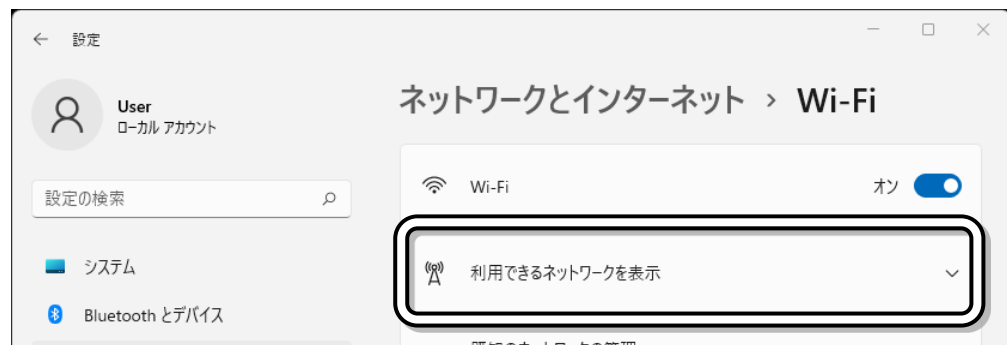 ← 設定
User
ローカル アカウント
設定の検索
システム
Bluetooth とデバイス
ネットワークとインターネット › Wi-Fi
Wi-Fi
オン
利用できるネットワークを表示